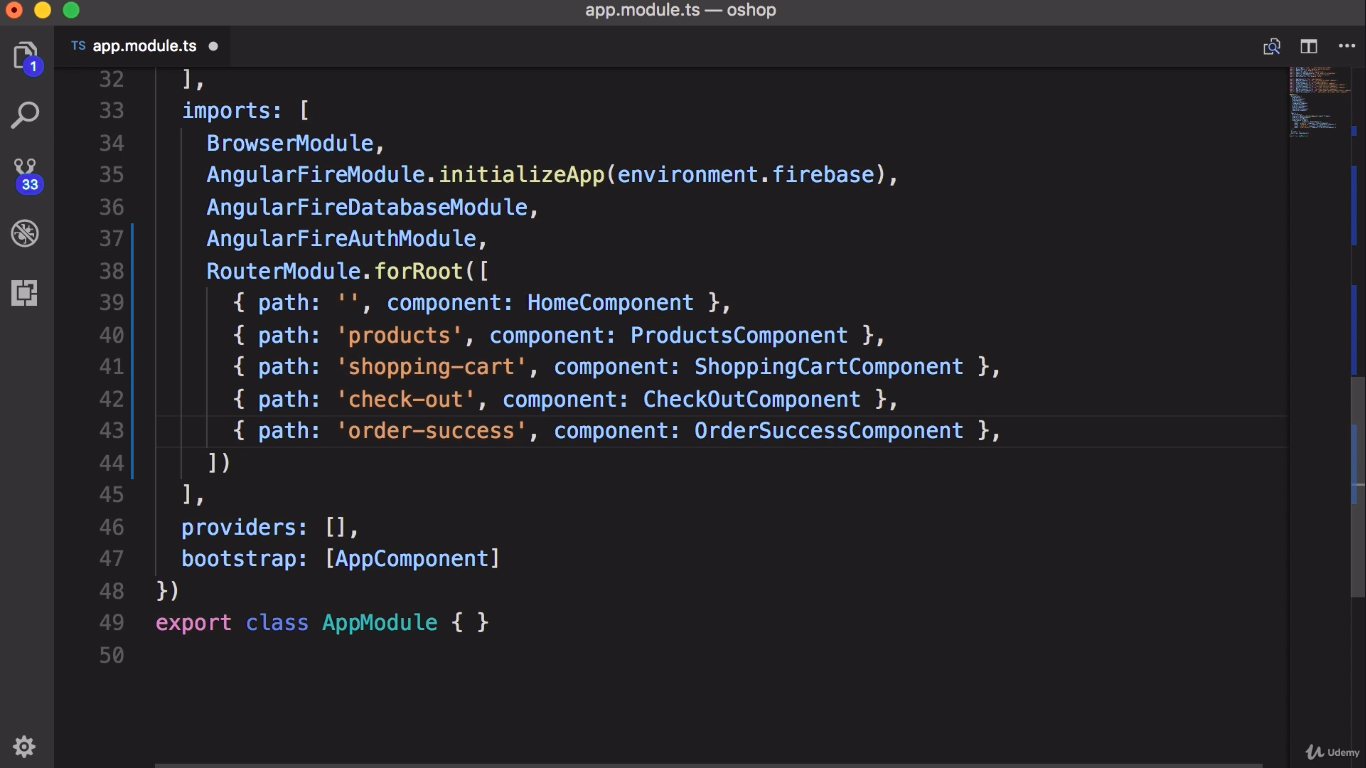 app.module.ts — oshop
TS app.module.ts
1
33
32 ],
33 imports: [
34 BrowserModule,
35 AngularFireModule.initializeApp(environment.firebase),
36 AngularFireDatabaseModule,
37 AngularFireAuthModule,
38 RouterModule.forRoot([
39 { path: '', component: HomeComponent },
40 { path: 'products', component: ProductsComponent },
41 { path: 'shopping-cart', component: ShoppingCartComponent },
42 { path: 'check-out', component: CheckOutComponent },
43 { path: 'order-success', component: OrderSuccessComponent },
44 ])
45 ],
46 providers: [],
47 bootstrap: [AppComponent]
48 })
49 export class AppModule { }
50
Udemy